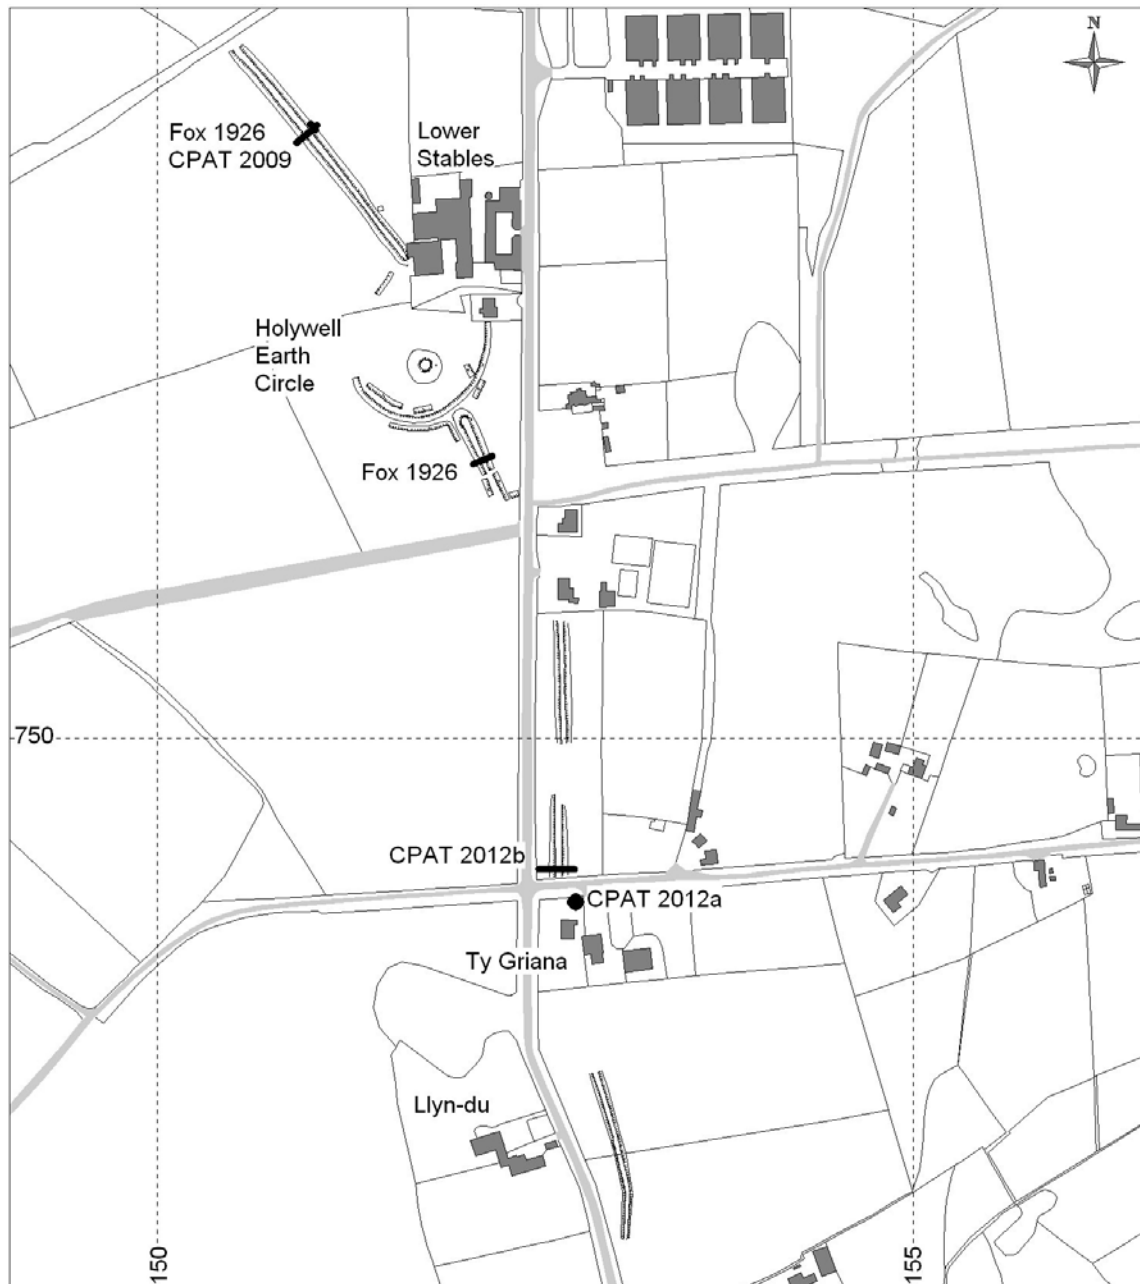 N
Fox 1926
CPAT 2009
Lower
Stables
Holywell
Earth
Circle
Fox 1926
750
CPAT 2012b
CPAT 2012a
Ty Griana
Llyn-du
150
155